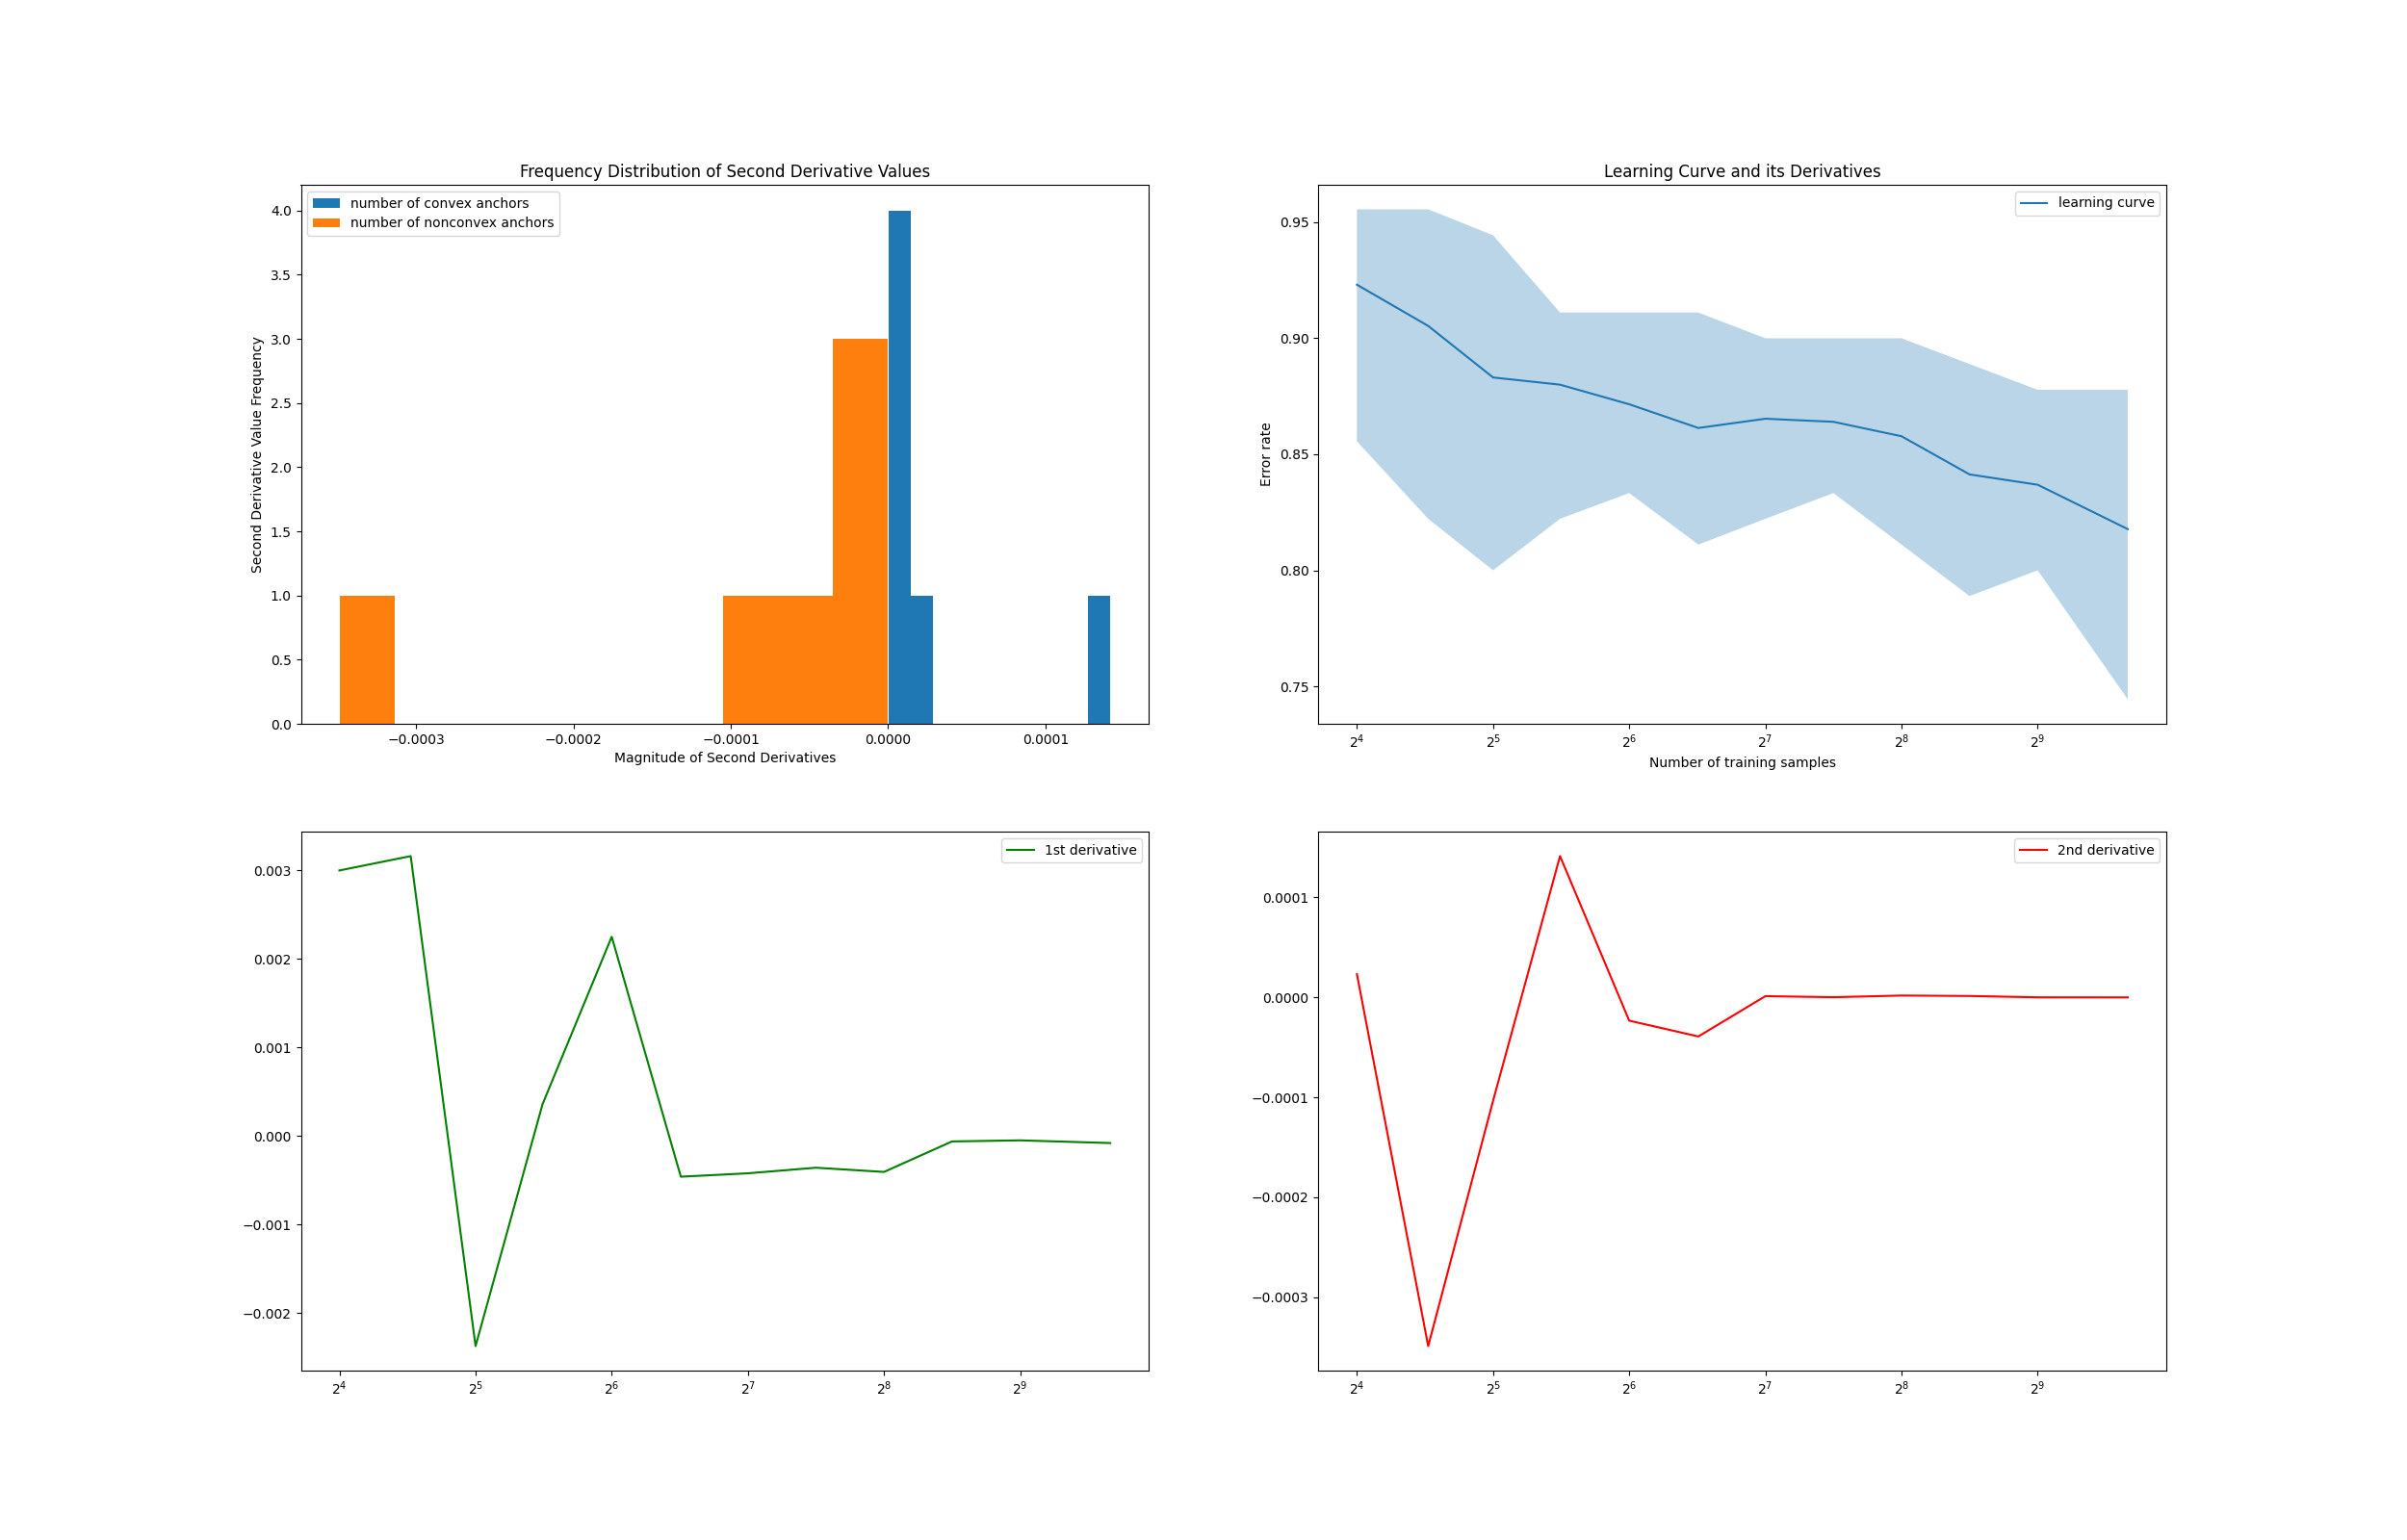 Frequency Distribution of Second Derivative Values
number of convex anchors
number of nonconvex anchors
Second Derivative Value Frequency
4.0
3.5
3.0
2.5
2.0
1.5
1.0
0.5
0.0
−0.0003 −0.0002 −0.0001 0.0000 0.0001
Magnitude of Second Derivatives
Learning Curve and its Derivatives
learning curve
Error rate
0.95
0.90
0.85
0.80
0.75
2⁴ 2⁵ 2⁶ 2⁷ 2⁸ 2⁹
Number of training samples
1st derivative
0.003
0.002
0.001
0.000
−0.001
−0.002
2⁴ 2⁵ 2⁶ 2⁷ 2⁸ 2⁹
2nd derivative
0.0001
0.0000
−0.0001
−0.0002
−0.0003
2⁴ 2⁵ 2⁶ 2⁷ 2⁸ 2⁹